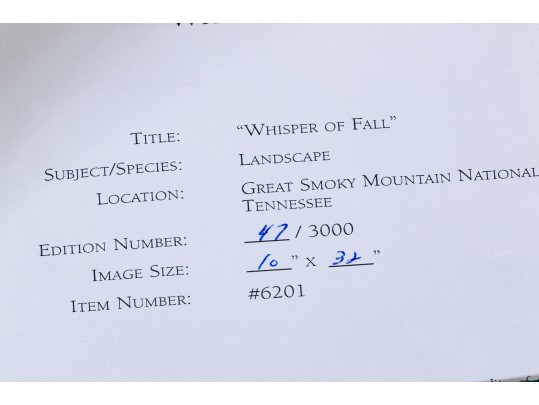 TITLE: "WHISPER OF FALL"
SUBJECT/SPECIES: LANDSCAPE
LOCATION: GREAT SMOKY MOUNTAIN NATIONAL
TENNESSEE
EDITION NUMBER: 47 / 3000
IMAGE SIZE: 10 " X 32 "
ITEM NUMBER: #6201